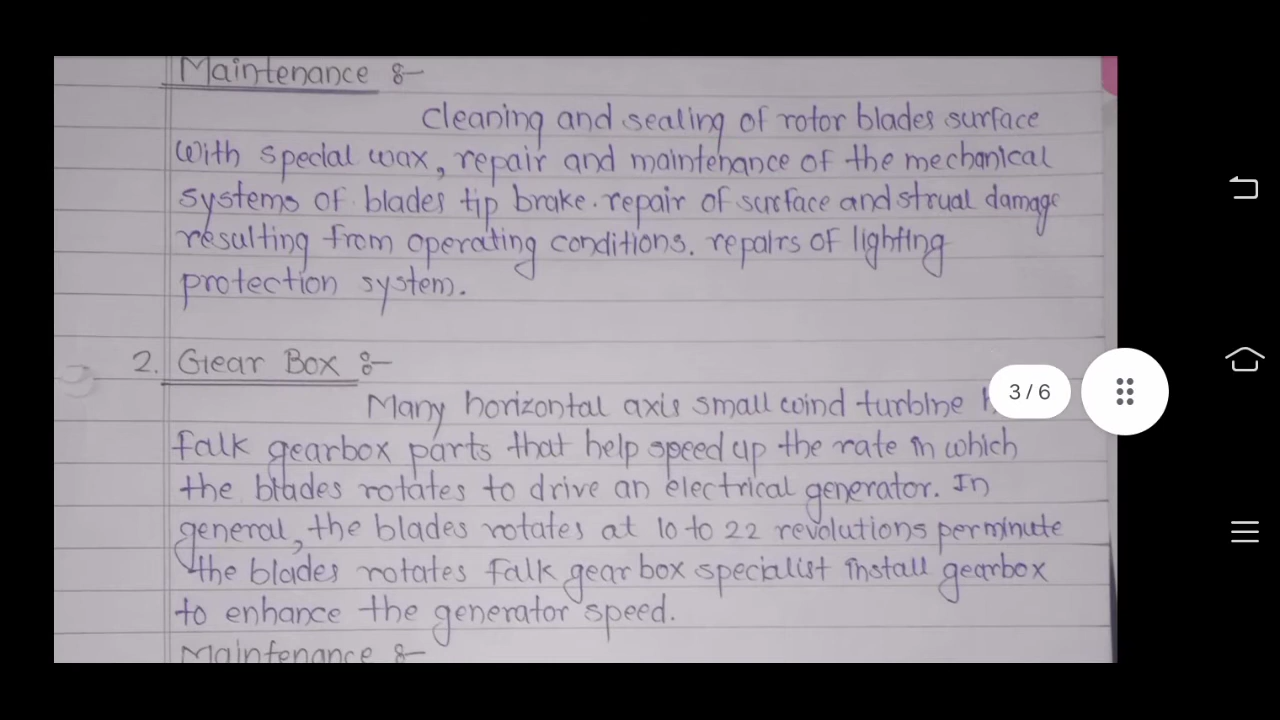 Maintenance :-
Cleaning and sealing of rotor blades surface
with special wax, repair and maintenance of the mechanical
systems of blades tip brake. repair of surface and strual damage
resulting from operating conditions. repairs of lighting
protection system.
2. Gear Box :-
Many horizontal axis small wind turbine
3/6
falk gearbox parts that help speed up the rate in which
the blades rotates to drive an electrical generator. In
general, the blades rotates at 10 to 22 revolutions perminute
the blades rotates falk gear box specialist install gearbox
to enhance the generator speed.
Maintenance :-